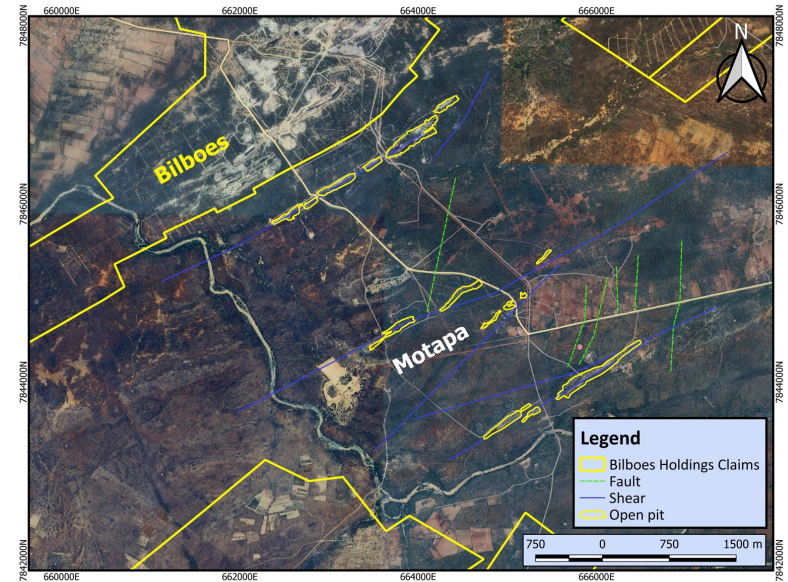 660000E 662000E 664000E 666000E
7848000N 7848000N
N
Bilboes
7846000N 7846000N
Motapa
7844000N 7844000N
Legend
Bilboes Holdings Claims
Fault
Shear
Open pit
750 0 750 1500 m
7842000N 7842000N
660000E 662000E 664000E 666000E